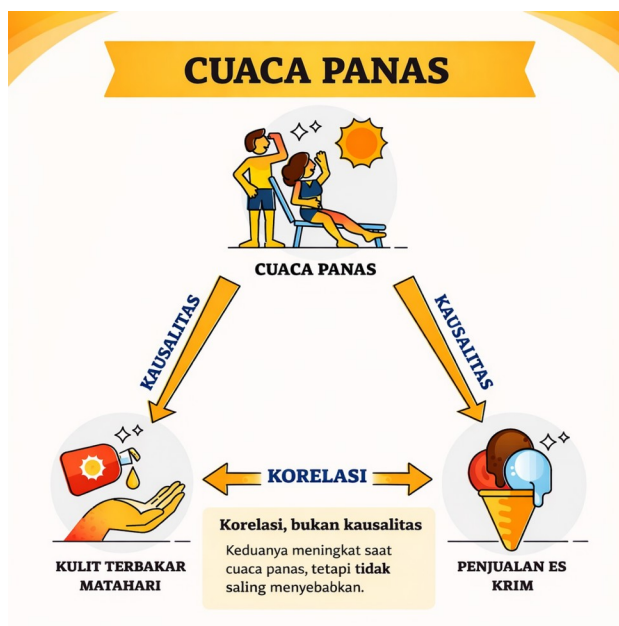 CUACA PANAS
CUACA PANAS
KAUSALITAS
KAUSALITAS
KORELASI
Korelasi, bukan kausalitas
Keduanya meningkat saat
cuaca panas, tetapi tidak
saling menyebabkan.
KULIT TERBAKAR
MATAHARI
PENJUALAN ES
KRIM